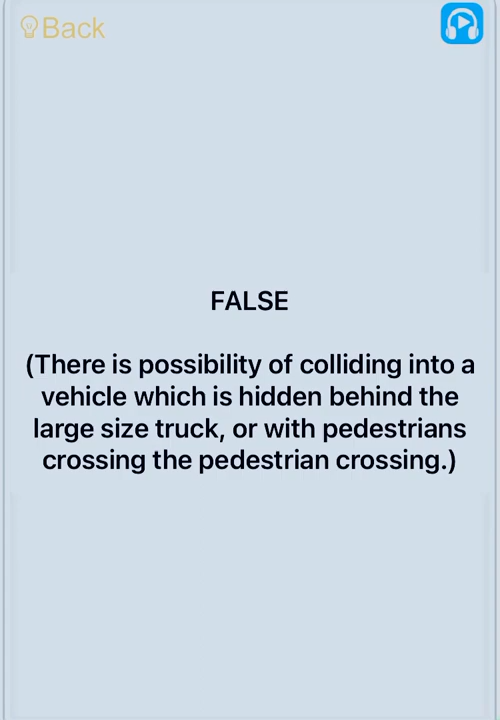 Back
FALSE
(There is possibility of colliding into a
vehicle which is hidden behind the
large size truck, or with pedestrians
crossing the pedestrian crossing.)